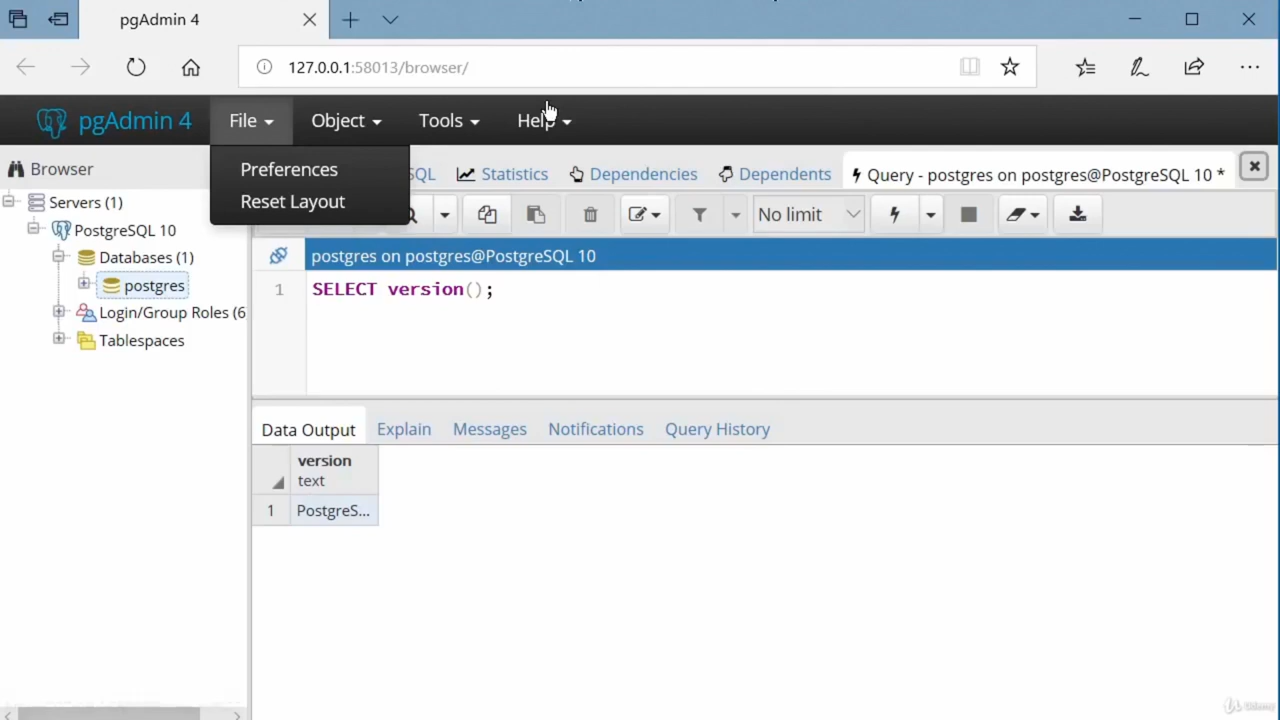 pgAdmin 4
127.0.0.1:58013/browser/
pgAdmin 4
File
Object
Tools
Help
Browser
Preferences
Reset Layout
SQL
Statistics
Dependencies
Dependents
Query - postgres on postgres@PostgreSQL 10 *
Servers (1)
PostgreSQL 10
Databases (1)
postgres
Login/Group Roles (6
Tablespaces
No limit
postgres on postgres@PostgreSQL 10
1 SELECT version();
Data Output
Explain
Messages
Notifications
Query History
version
text
1 PostgreS...
Udemy